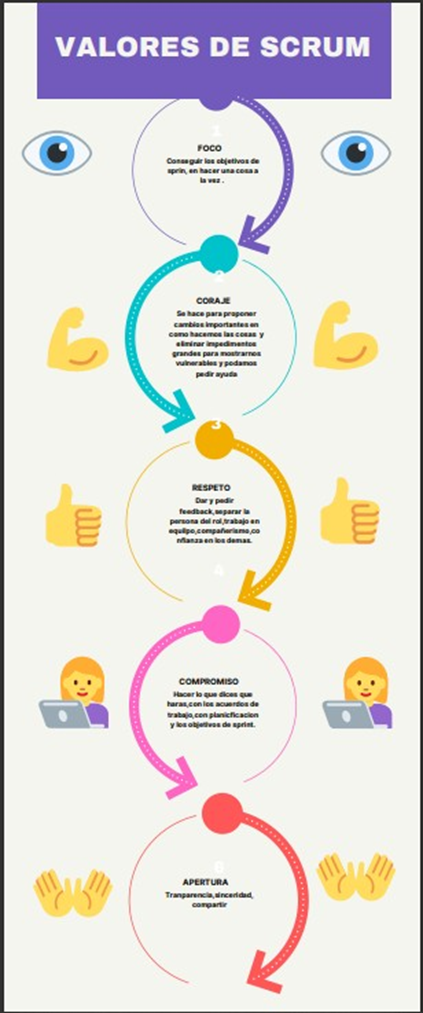 VALORES DE SCRUM
1
FOCO
Conseguir los objetivos de
sprin, en hacer una cosa a
la vez .
2
CORAJE
Se hace para proponer
cambios importantes en
como hacemos las cosas y
eliminar impedimentos
grandes para mostrarnos
vulnerables y podamos
pedir ayuda
3
RESPETO
Dar y pedir
feedback,separar la
persona del rol,trabajo en
equilpo,compañerismo,co
nfianza en los demas.
4
COMPROMISO
Hacer lo que dices que
haras,con los acuerdos de
trabajo,con planicficacion
y los objetivos de sprint.
APERTURA
Tranparencia,sinceridad,
compartir